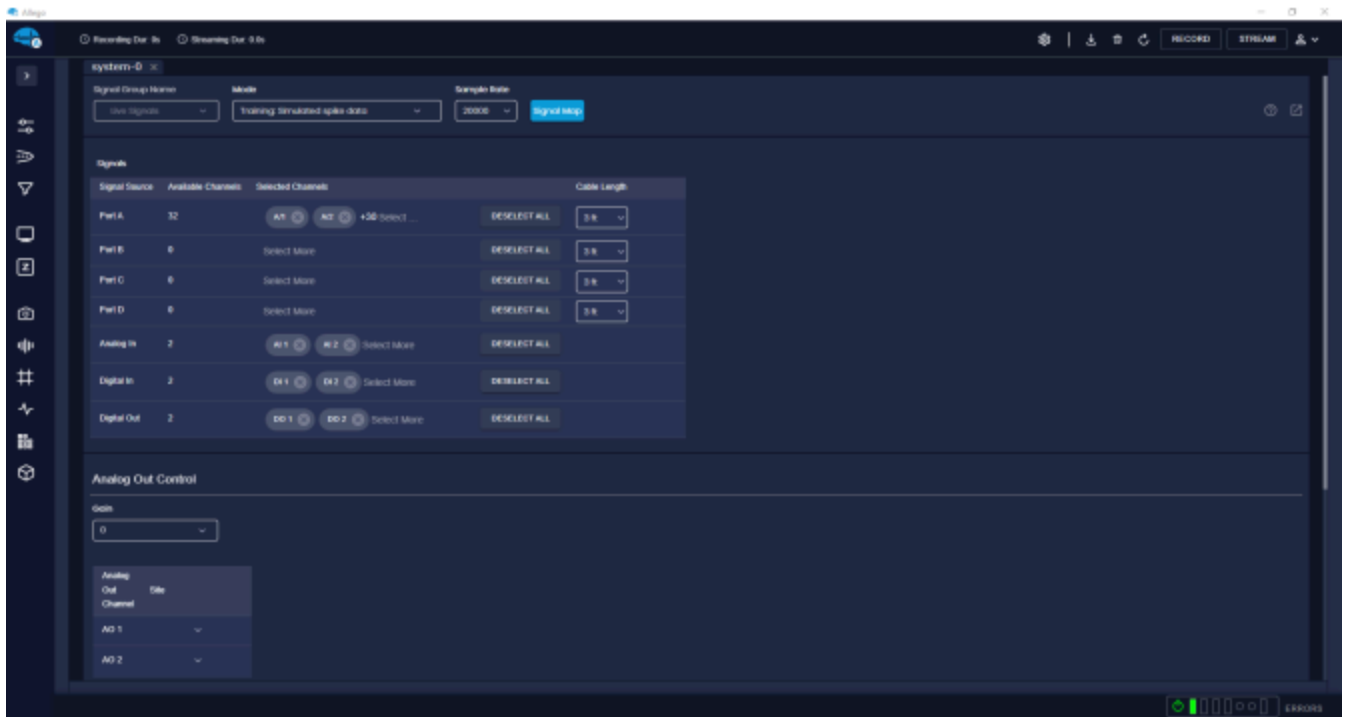 Allego
Recording Dur: 0s Streaming Dur: 0.0s RECORD STREAM
system-0 ×
Signal Group Name Mode Sample Rate
Live Signals Training: Simulated spike data 20000 Signal Map
Signals
Signal Source Available Channels Selected Channels Cable Length
Port A 32 A/1 A/2 +30 Select ... DESELECT ALL 3 ft
Port B 0 Select More DESELECT ALL 3 ft
Port C 0 Select More DESELECT ALL 3 ft
Port D 0 Select More DESELECT ALL 3 ft
Analog In 2 AI 1 AI 2 Select More DESELECT ALL
Digital In 2 DI 1 DI 2 Select More DESELECT ALL
Digital Out 2 DO 1 DO 2 Select More DESELECT ALL
Analog Out Control
Gain
0
Analog
Out Site
Channel
AO 1
AO 2
ERRORS